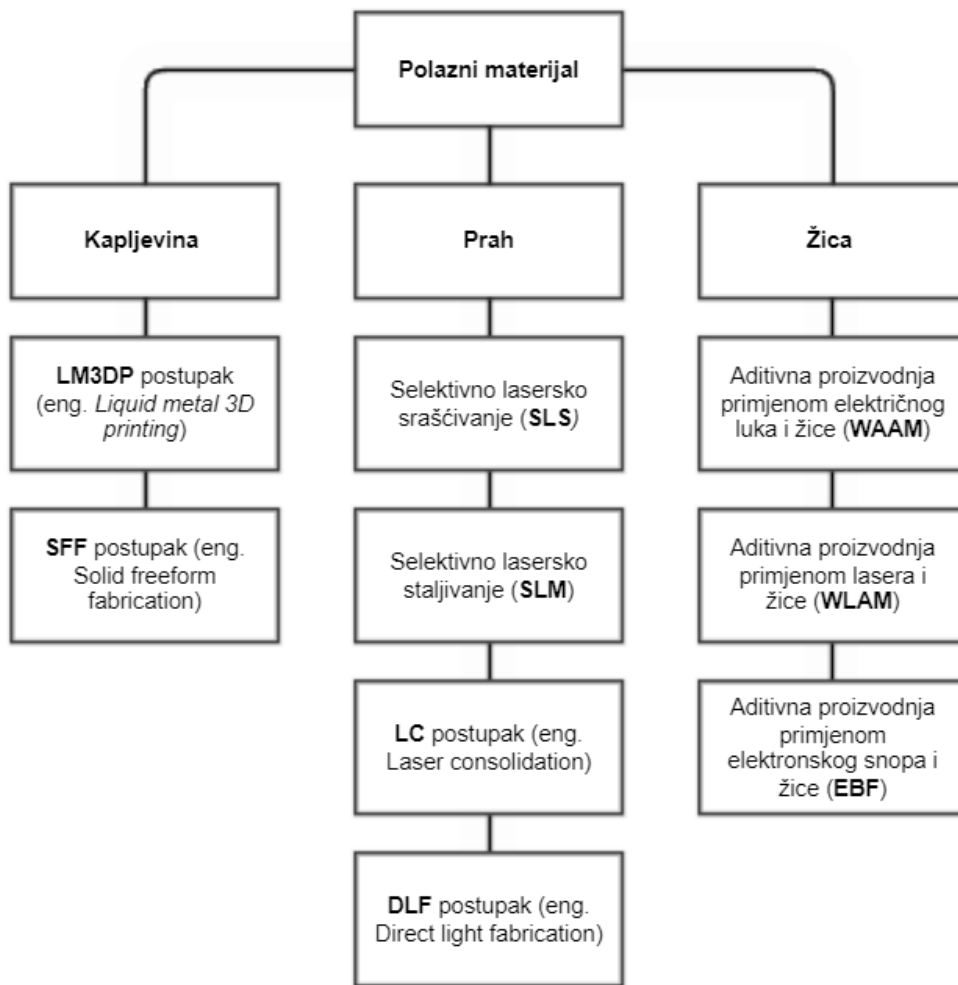 Polazni materijal
Kapljevina
Prah
Žica
LM3DP postupak
(eng. Liquid metal 3D
printing)
Selektivno lasersko
srašćivanje (SLS)
Aditivna proizvodnja
primjenom električnog
luka i žice (WAAM)
SFF postupak (eng.
Solid freeform
fabrication)
Selektivno lasersko
staljivanje (SLM)
Aditivna proizvodnja
primjenom lasera i
žice (WLAM)
LC postupak (eng.
Laser consolidation)
Aditivna proizvodnja
primjenom
elektronskog snopa i
žice (EBF)
DLF postupak (eng.
Direct light fabrication)